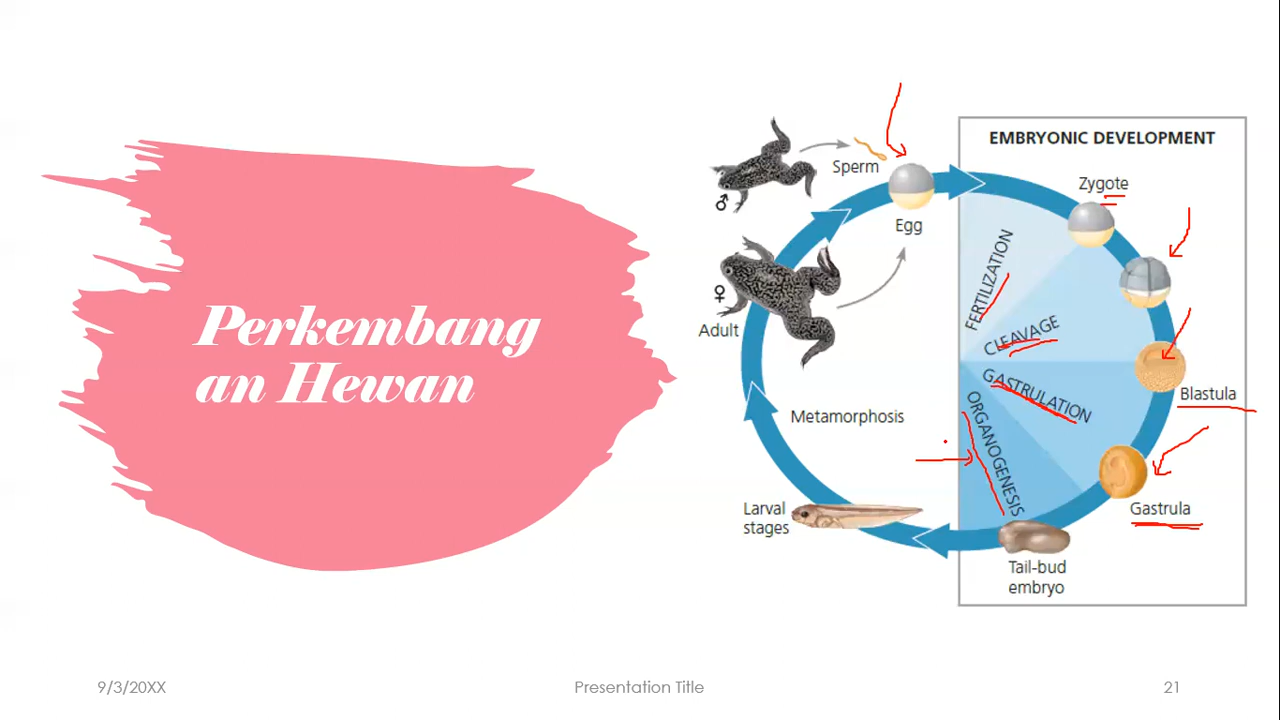 Perkembang
an Hewan
EMBRYONIC DEVELOPMENT
Sperm
♂
Egg
Zygote
FERTILIZATION
CLEAVAGE
GASTRULATION
ORGANOGENESIS
♀
Adult
Blastula
Metamorphosis
Larval
stages
Gastrula
Tail-bud
embryo
9/3/20XX
Presentation Title
21